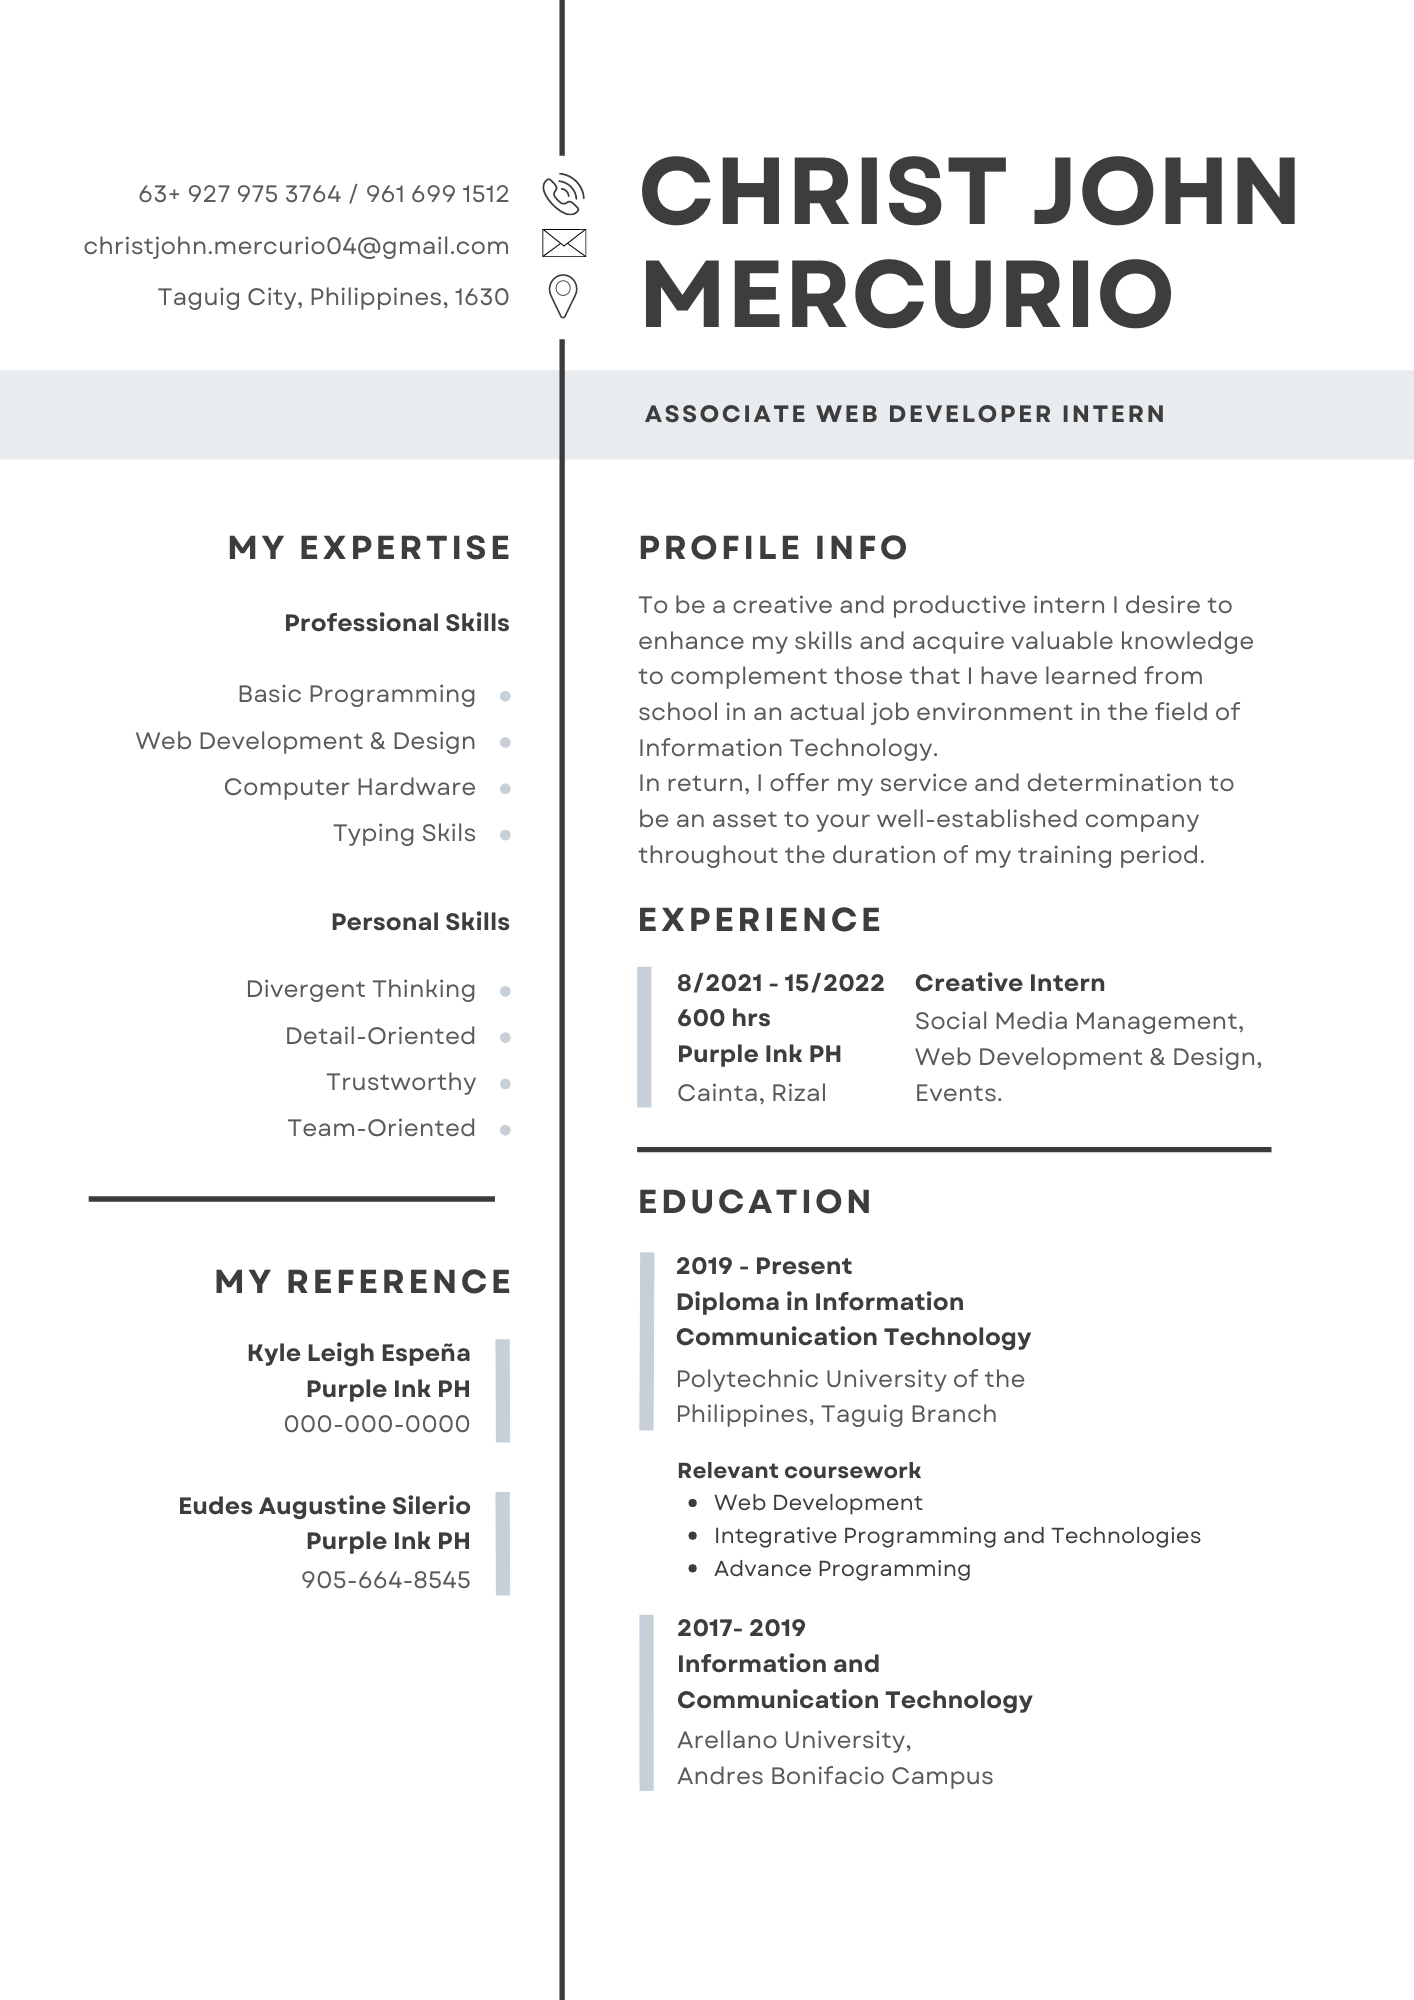 63+ 927 975 3764 / 961 699 1512
christjohn.mercurio04@gmail.com
Taguig City, Philippines, 1630
CHRIST JOHN
MERCURIO
ASSOCIATE WEB DEVELOPER INTERN
MY EXPERTISE
Professional Skills
Basic Programming
Web Development & Design
Computer Hardware
Typing Skils
Personal Skills
Divergent Thinking
Detail-Oriented
Trustworthy
Team-Oriented
MY REFERENCE
Kyle Leigh Espeña
Purple Ink PH
000-000-0000
Eudes Augustine Silerio
Purple Ink PH
905-664-8545
PROFILE INFO
To be a creative and productive intern I desire to
enhance my skills and acquire valuable knowledge
to complement those that I have learned from
school in an actual job environment in the field of
Information Technology.
In return, I offer my service and determination to
be an asset to your well-established company
throughout the duration of my training period.
EXPERIENCE
8/2021 - 15/2022
600 hrs
Purple Ink PH
Cainta, Rizal
Creative Intern
Social Media Management,
Web Development & Design,
Events.
EDUCATION
2019 - Present
Diploma in Information
Communication Technology
Polytechnic University of the
Philippines, Taguig Branch
Relevant coursework
• Web Development
• Integrative Programming and Technologies
• Advance Programming
2017- 2019
Information and
Communication Technology
Arellano University,
Andres Bonifacio Campus